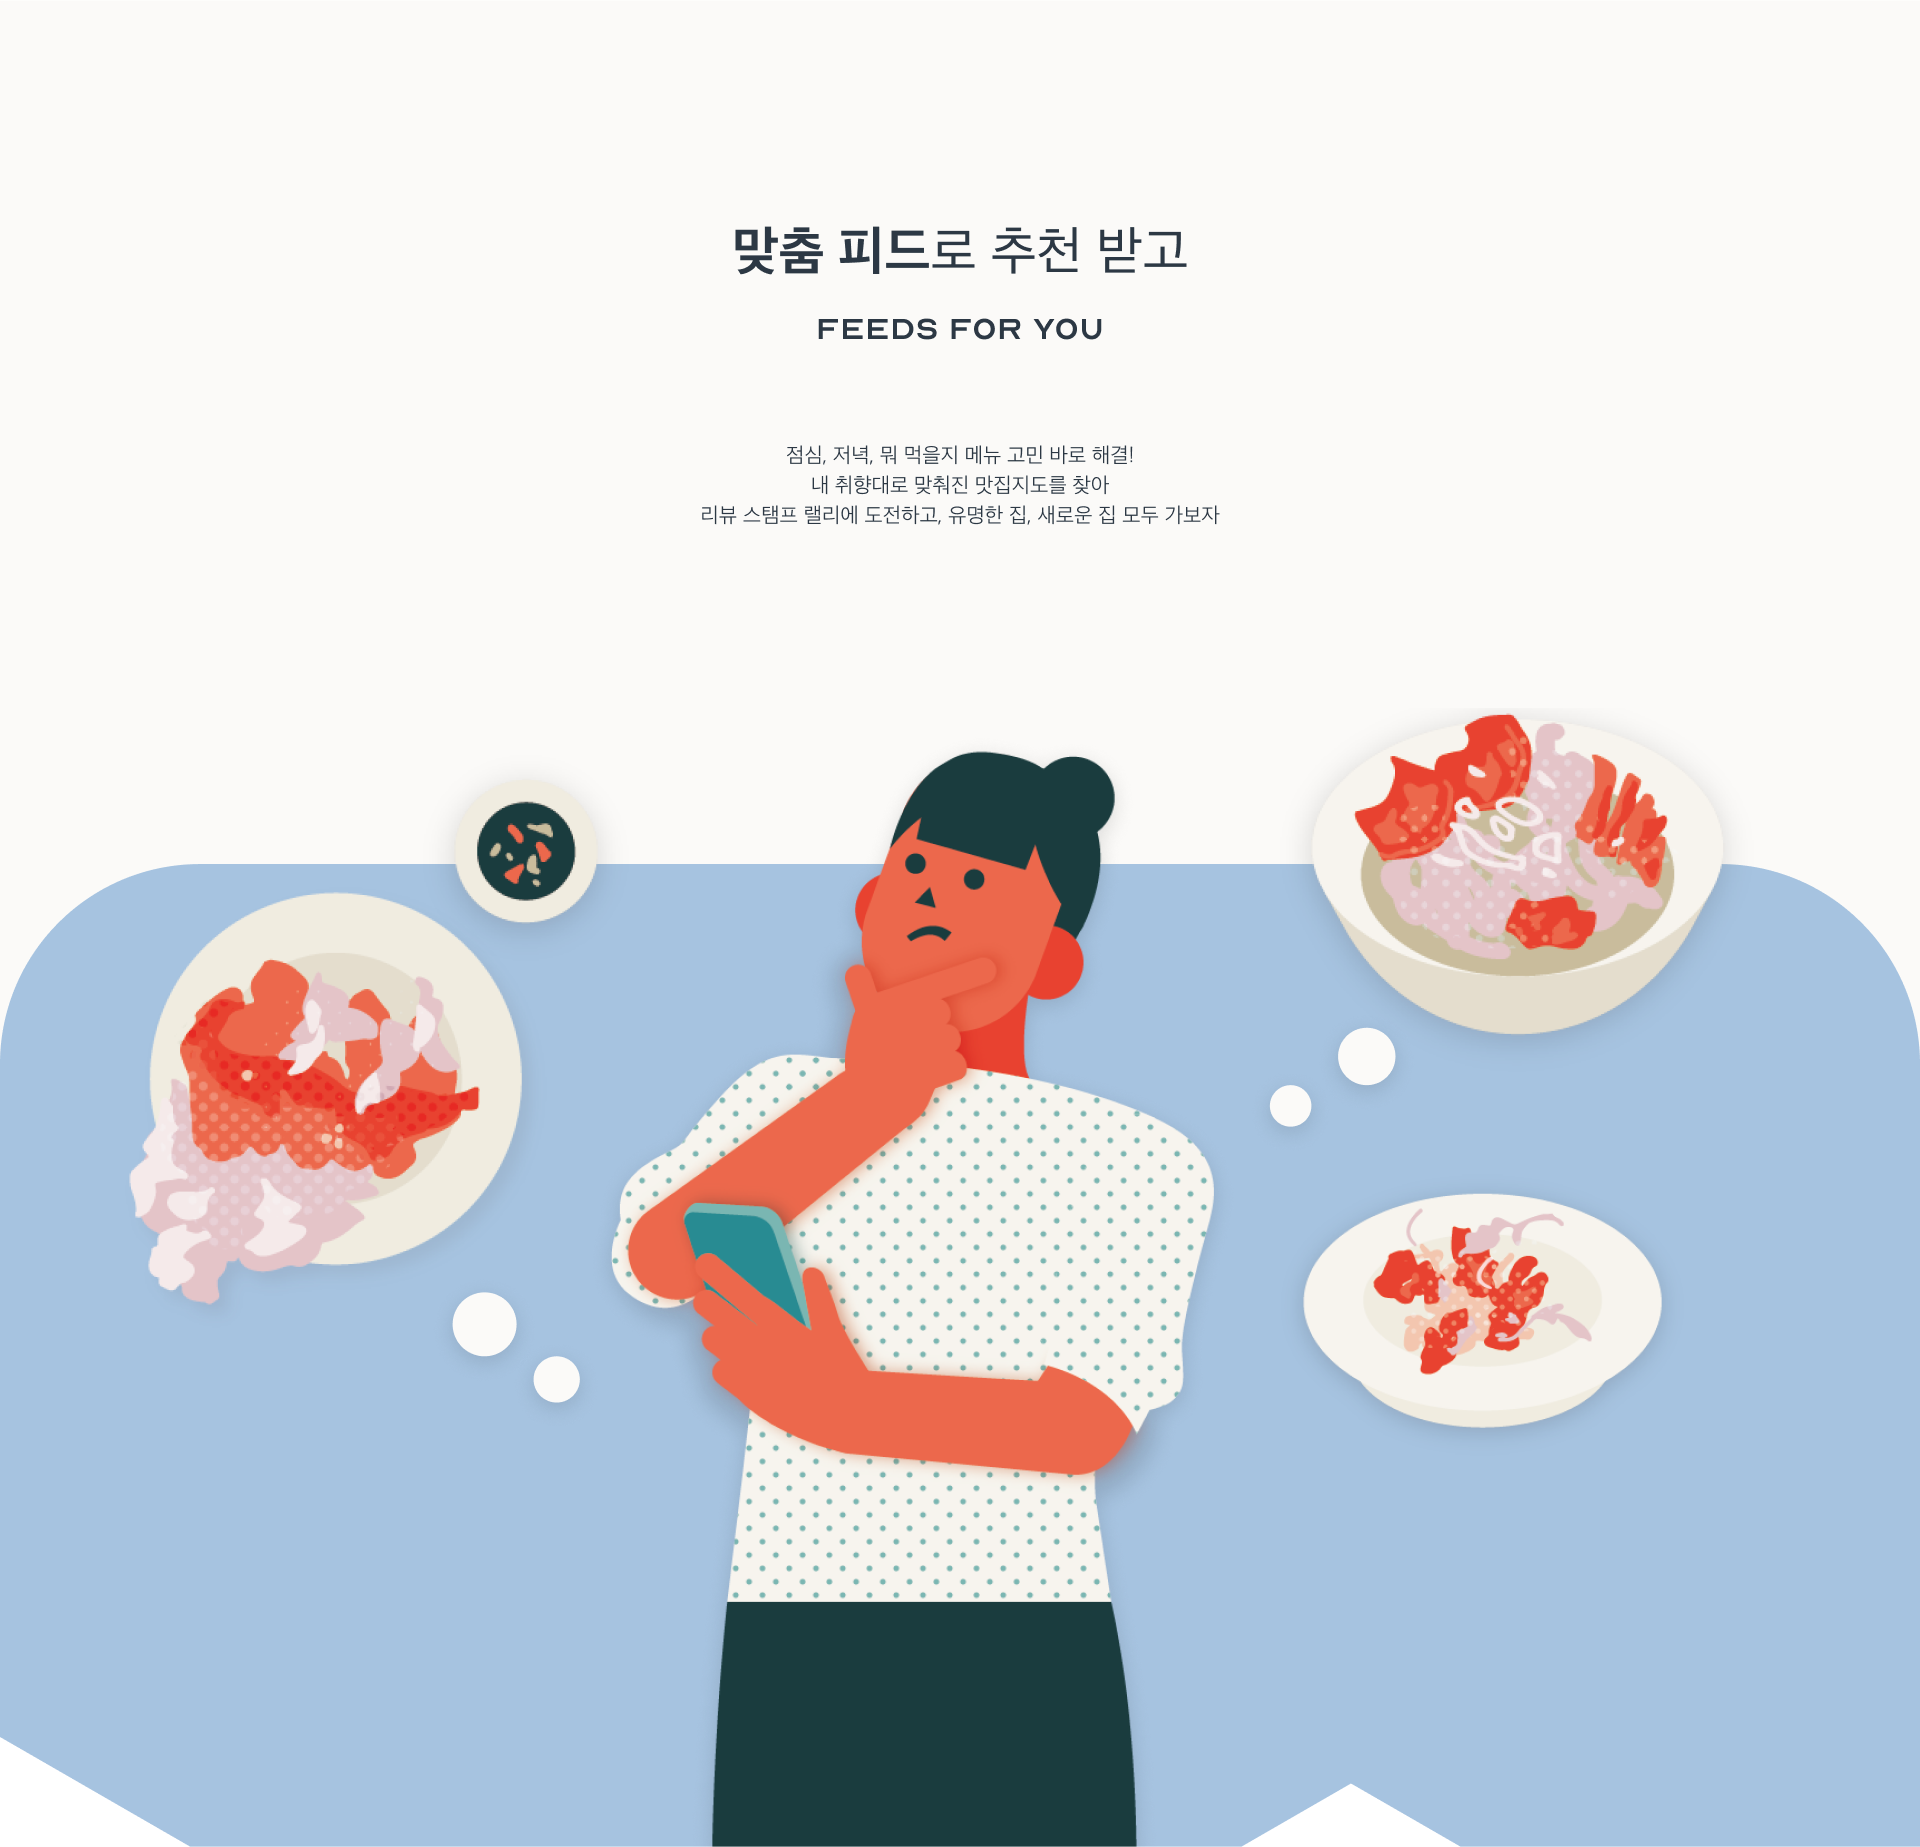 맞춤 피드로 추천 받고
FEEDS FOR YOU
점심, 저녁, 뭐 먹을지 메뉴 고민 바로 해결!
내 취향대로 맞춰진 맛집지도를 찾아
리뷰 스탬프 랠리에 도전하고, 유명한 집, 새로운 집 모두 가보자